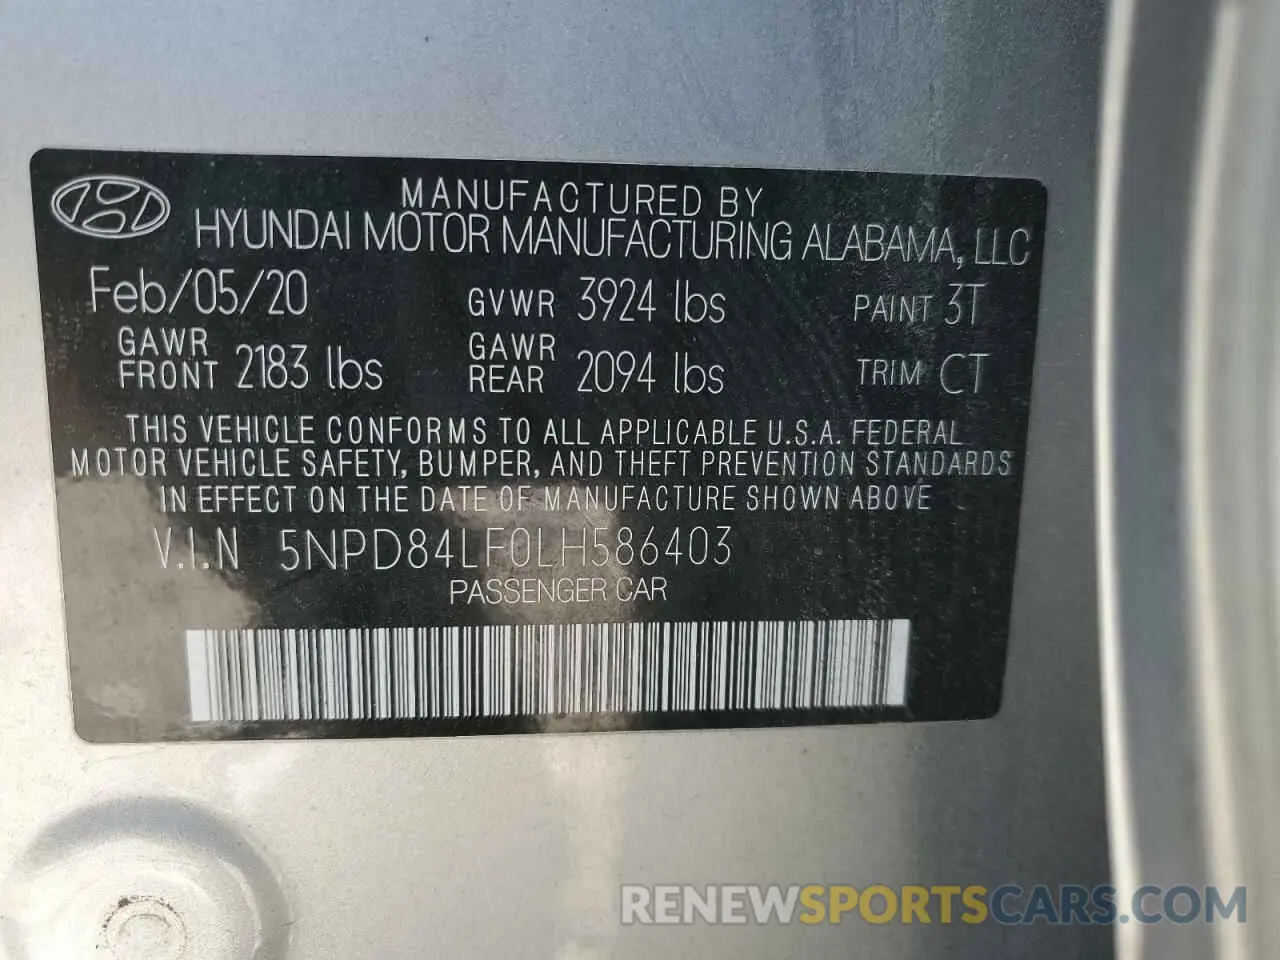 MANUFACTURED BY
HYUNDAI MOTOR MANUFACTURING ALABAMA, LLC
Feb/05/20 GVWR 3924 lbs PAINT 3T
GAWR FRONT 2183 lbs GAWR REAR 2094 lbs TRIM CT
THIS VEHICLE CONFORMS TO ALL APPLICABLE U.S.A. FEDERAL
MOTOR VEHICLE SAFETY, BUMPER, AND THEFT PREVENTION STANDARDS
IN EFFECT ON THE DATE OF MANUFACTURE SHOWN ABOVE
V.I.N 5NPD84LF0LH586403
PASSENGER CAR
RENEWSPORTSCARS.COM